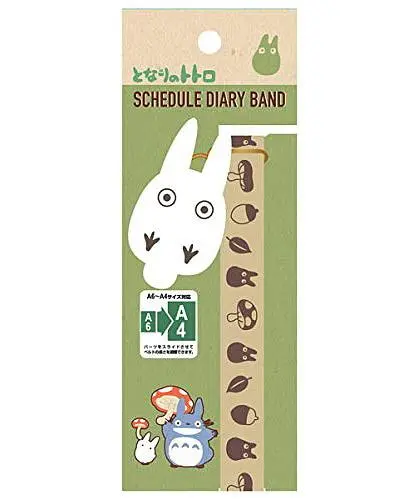 となりのトトロ
SCHEDULE DIARY BAND
A6～A4サイズ対応
A6
A4
パーツをスライドさせて
ベルトの長さを調整できます。